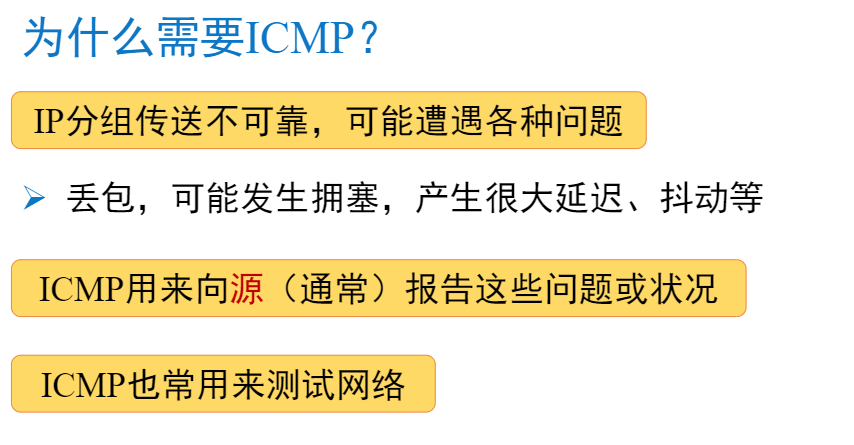 为什么需要ICMP？
IP分组传送不可靠，可能遭遇各种问题
丢包，可能发生拥塞，产生很大延迟、抖动等
ICMP用来向源（通常）报告这些问题或状况
ICMP也常用来测试网络